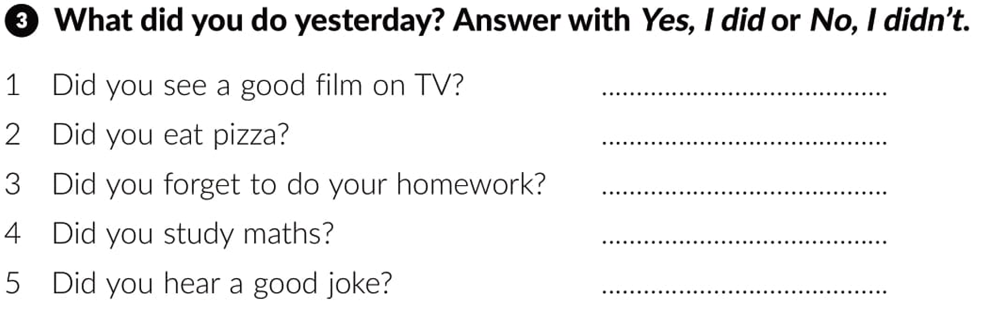 3 What did you do yesterday? Answer with Yes, I did or No, I didn't.
1 Did you see a good film on TV? ........................................
2 Did you eat pizza? ........................................
3 Did you forget to do your homework? ........................................
4 Did you study maths? ........................................
5 Did you hear a good joke? ........................................